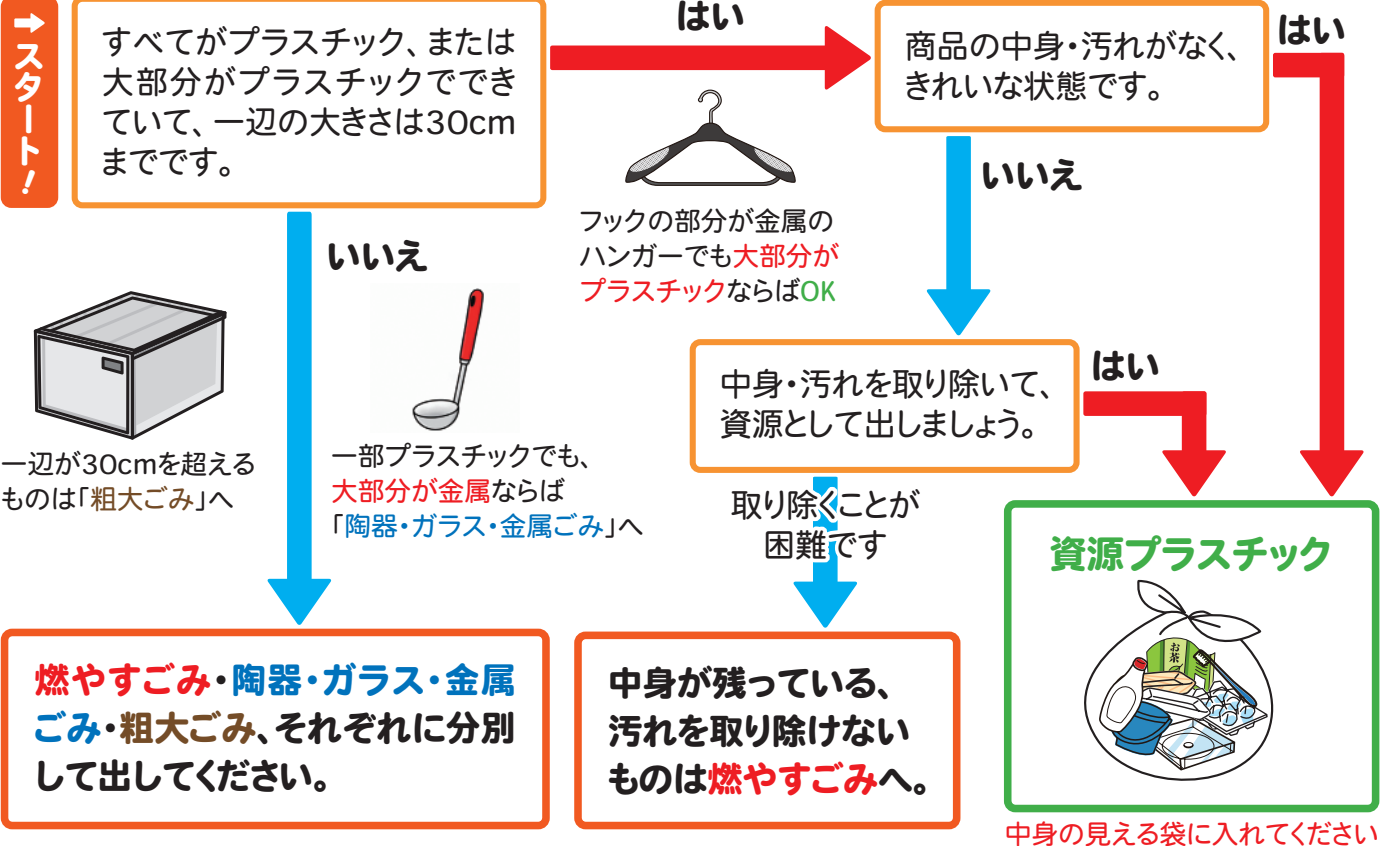 ➡スタート！
すべてがプラスチック、または
大部分がプラスチックででき
ていて、一辺の大きさは30cm
までです。
はい
商品の中身・汚れがなく、
きれいな状態です。
はい
フックの部分が金属の
ハンガーでも大部分が
プラスチックならばOK
いいえ
いいえ
一辺が30cmを超える
ものは「粗大ごみ」へ
一部プラスチックでも、
大部分が金属ならば
「陶器・ガラス・金属ごみ」へ
中身・汚れを取り除いて、
資源として出しましょう。
はい
取り除くことが
困難です
燃やすごみ・陶器・ガラス・金属
ごみ・粗大ごみ、それぞれに分別
して出してください。
中身が残っている、
汚れを取り除けない
ものは燃やすごみへ。
資源プラスチック
お茶
中身の見える袋に入れてください